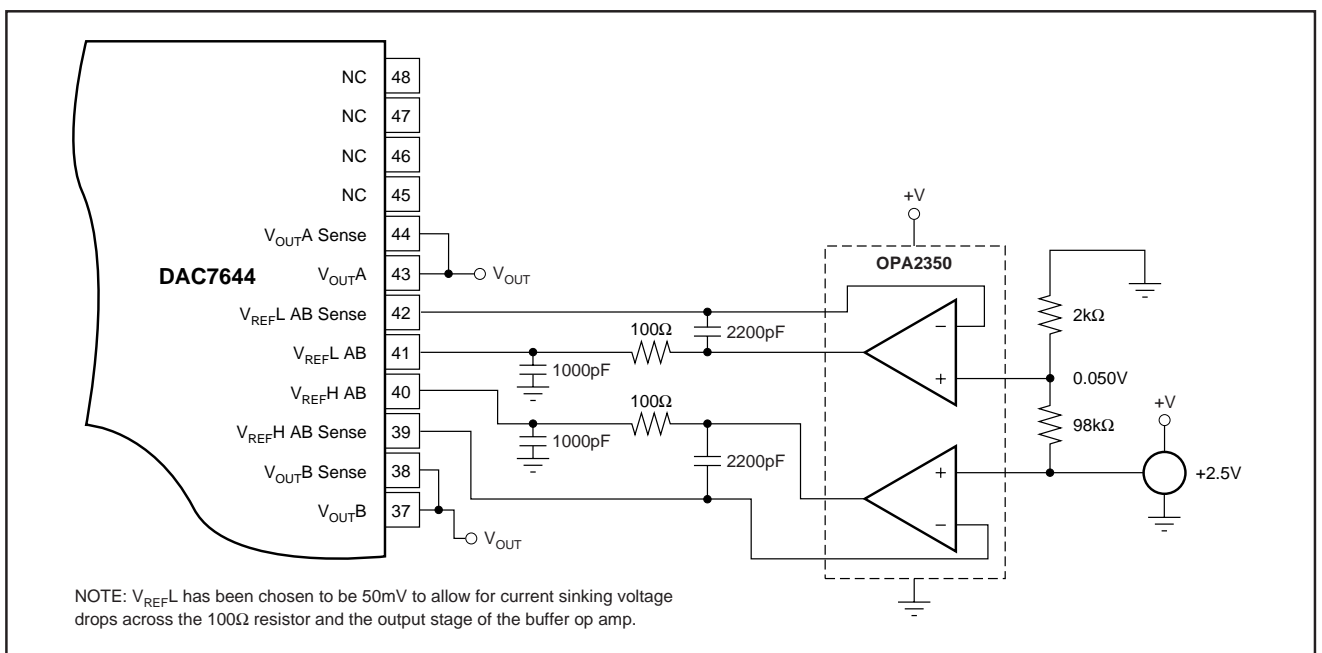 NC 48
NC 47
NC 46
NC 45
V_OUTA Sense 44
DAC7644
V_OUTA 43
V_OUT
V_REFL AB Sense 42
V_REFL AB 41
V_REFH AB 40
V_REFH AB Sense 39
V_OUTB Sense 38
V_OUTB 37
V_OUT
100Ω
2200pF
1000pF
100Ω
1000pF
2200pF
+V
OPA2350
−
+
+
−
2kΩ
0.050V
98kΩ
+V
+2.5V
NOTE: V_REFL has been chosen to be 50mV to allow for current sinking voltage
drops across the 100Ω resistor and the output stage of the buffer op amp.